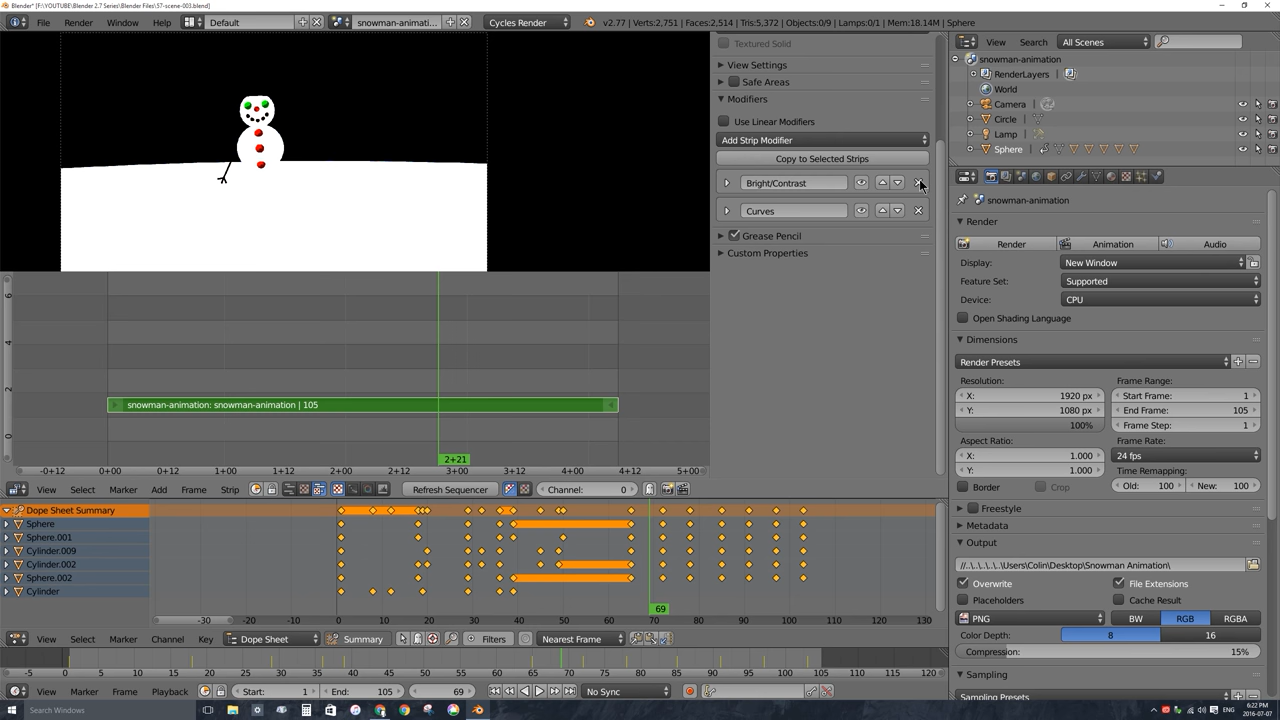 Blender* [F:\YOUTUBE\Blender 2.7 Series\Blender Files\57-scene-003.blend]
File Render Window Help Default snowman-animati... Cycles Render v2.77 | Verts:2,751 | Faces:2,514 | Tris:5,372 | Objects:0/9 | Lamps:0/1 | Mem:18.14M | Sphere
Textured Solid
View Settings
Safe Areas
Modifiers
Use Linear Modifiers
Add Strip Modifier
Copy to Selected Strips
Bright/Contrast
Curves
Grease Pencil
Custom Properties
View Search All Scenes
snowman-animation
RenderLayers
World
Camera
Circle
Lamp
Sphere
snowman-animation
Render
Render Animation Audio
Display: New Window
Feature Set: Supported
Device: CPU
Open Shading Language
Dimensions
Render Presets
Resolution: Frame Range:
X: 1920 px Start Frame: 1
Y: 1080 px End Frame: 105
100% Frame Step: 1
Aspect Ratio: Frame Rate:
X: 1.000 24 fps
Y: 1.000 Time Remapping:
Border Crop Old: 100 New: 100
Freestyle
Metadata
Output
//..\..\..\..\..\Users\Colin\Desktop\Snowman Animation\
Overwrite File Extensions
Placeholders Cache Result
PNG BW RGB RGBA
Color Depth: 8 16
Compression: 15%
Sampling
Sampling Presets
6
4
2
0
snowman-animation: snowman-animation | 105
2+21
-0+12 0+00 0+12 1+00 1+12 2+00 2+12 3+00 3+12 4+00 4+12 5+00
View Select Marker Add Frame Strip Refresh Sequencer Channel: 0
Dope Sheet Summary
Sphere
Sphere.001
Cylinder.009
Cylinder.002
Sphere.002
Cylinder
69
-30 -20 -10 0 10 20 30 40 50 60 70 80 90 100 110 120 130
View Select Marker Channel Key Dope Sheet Summary Filters Nearest Frame
-5 0 5 10 15 20 25 30 35 40 45 50 55 60 65 70 75 80 85 90 95 100 105 110 115 120
View Marker Frame Playback Start: 1 End: 105 69 No Sync
Search Windows
ENG
6:22 PM
2016-07-07